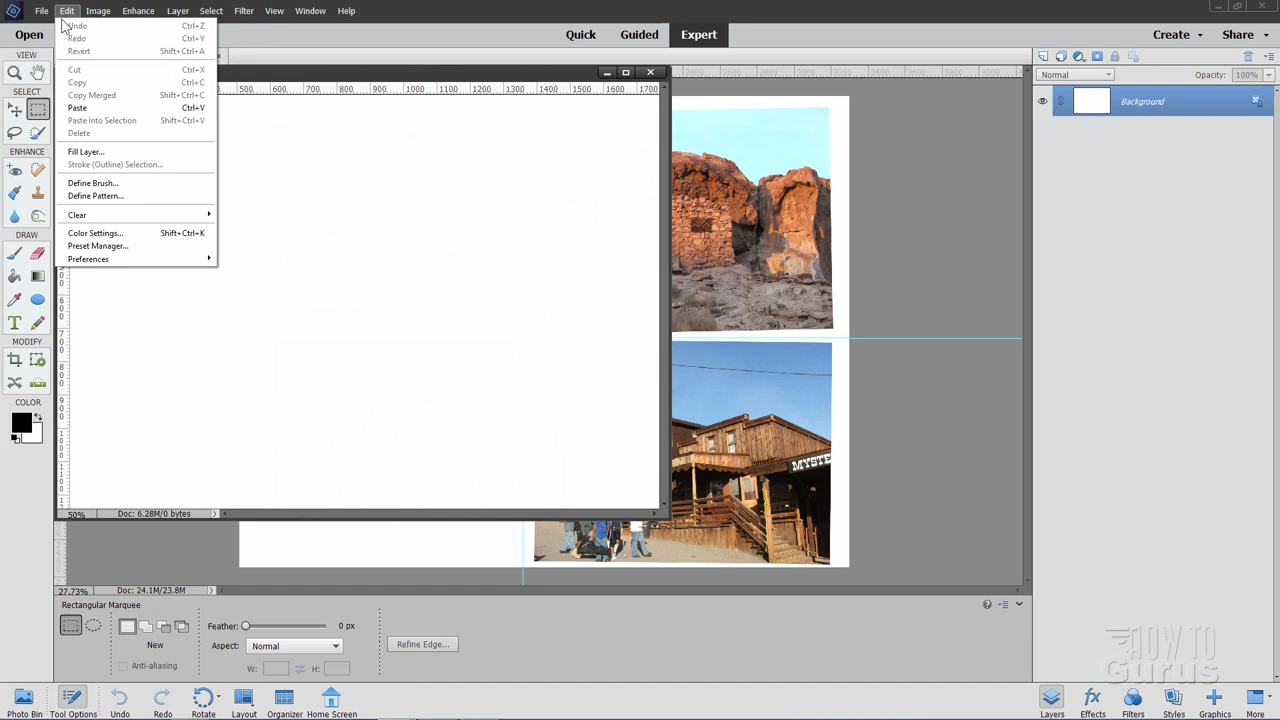 File Edit Image Enhance Layer Select Filter View Window Help
Open Quick Guided Expert Create Share
VIEW
SELECT
ENHANCE
DRAW
MODIFY
COLOR
Undo Ctrl+Z
Redo Ctrl+Y
Revert Shift+Ctrl+A
Cut Ctrl+X
Copy Ctrl+C
Copy Merged Shift+Ctrl+C
Paste Ctrl+V
Paste Into Selection Shift+Ctrl+V
Delete
Fill Layer...
Stroke (Outline) Selection...
Define Brush...
Define Pattern...
Clear
Color Settings... Shift+Ctrl+K
Preset Manager...
Preferences
500 600 700 800 900 1000 1100 1200 1300 1400 1500 1600 1700
Normal Opacity: 100%
Background
MYSTE
50% Doc: 6.28M/0 bytes
27.73% Doc: 24.1M/23.8M
Rectangular Marquee
New
Anti-aliasing
Feather: 0 px
Aspect: Normal
W: H:
Refine Edge...
HOW TO
GURUS
Photo Bin Tool Options Undo Redo Rotate Layout Organizer Home Screen Layers Effects Filters Styles Graphics More